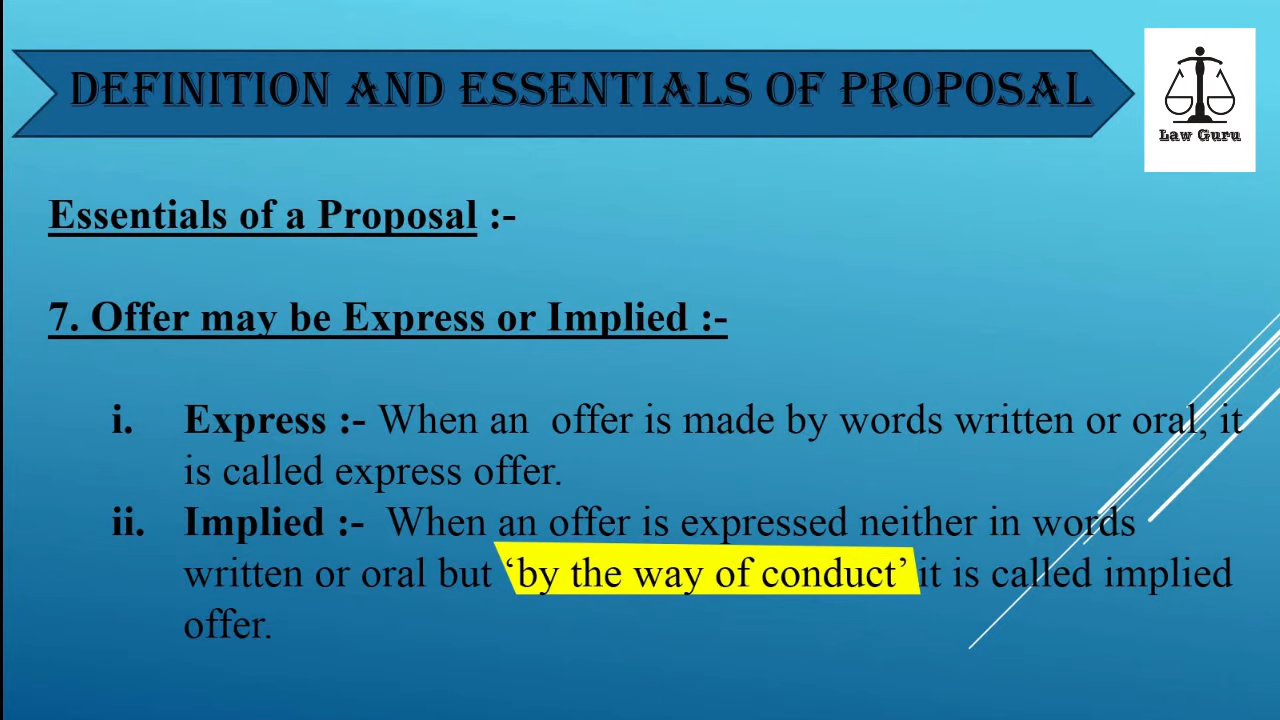 DEFINITION AND ESSENTIALS OF PROPOSAL
Law Guru
Essentials of a Proposal :-
7. Offer may be Express or Implied :-
i. Express :- When an offer is made by words written or oral, it
is called express offer.
ii. Implied :- When an offer is expressed neither in words
written or oral but ‘by the way of conduct’ it is called implied
offer.